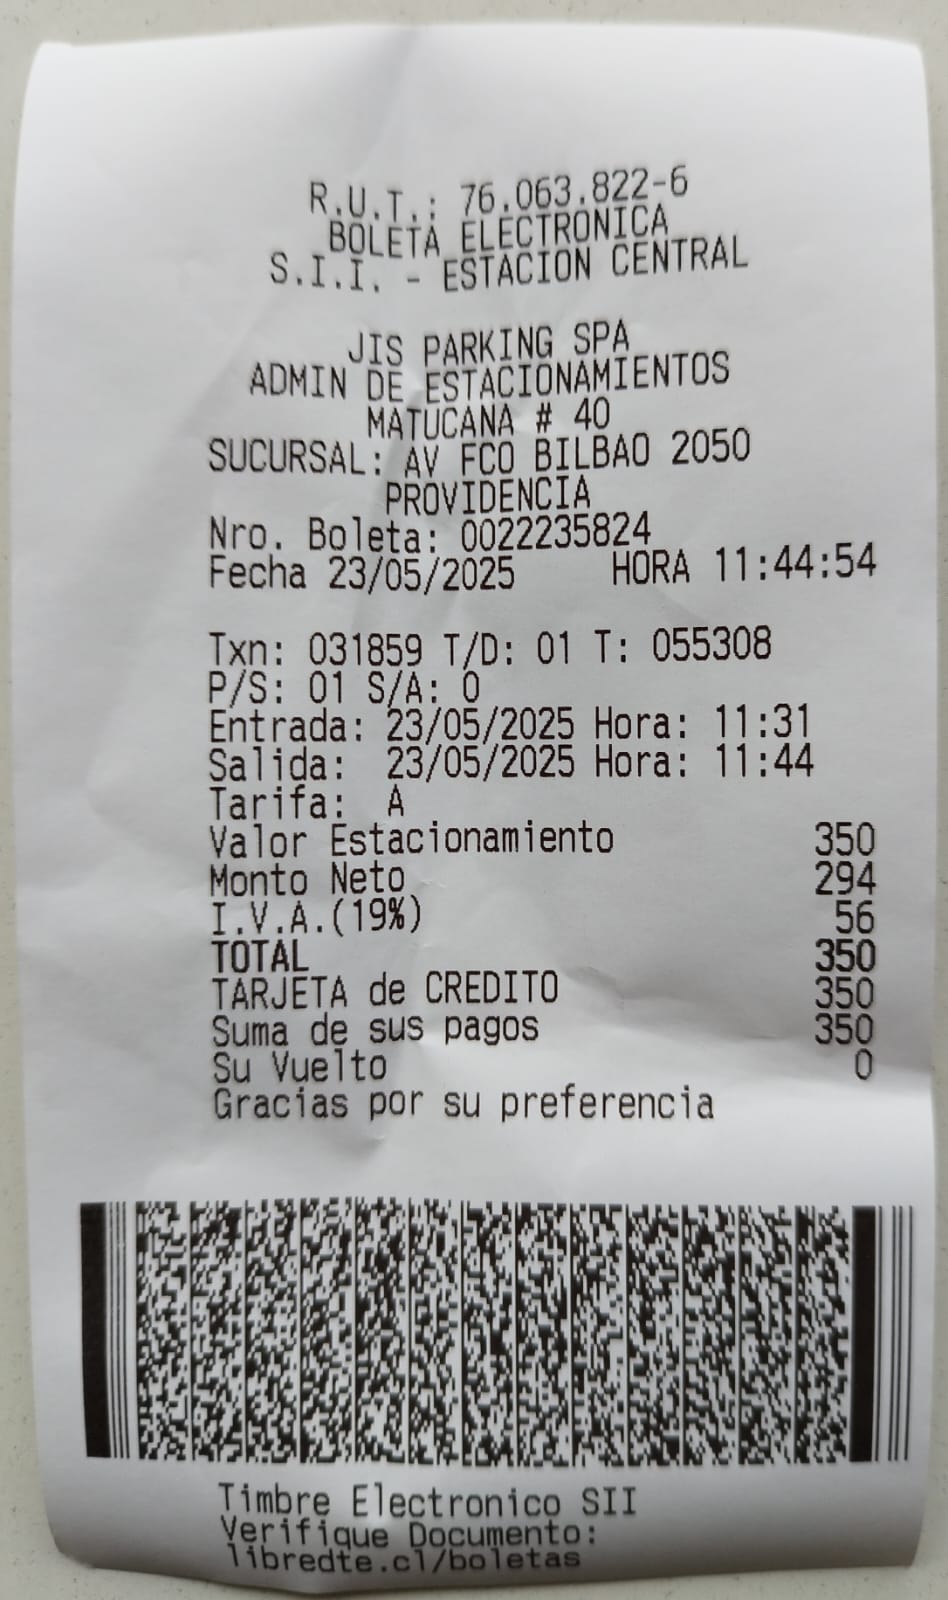 R.U.T.: 76.063.822-6
BOLETA ELECTRONICA
S.I.I. - ESTACION CENTRAL
JIS PARKING SPA
ADMIN DE ESTACIONAMIENTOS
MATUCANA # 40
SUCURSAL: AV FCO BILBAO 2050
PROVIDENCIA
Nro. Boleta: 0022235824
Fecha 23/05/2025 HORA 11:44:54
Txn: 031859 T/D: 01 T: 055308
P/S: 01 S/A: 0
Entrada: 23/05/2025 Hora: 11:31
Salida: 23/05/2025 Hora: 11:44
Tarifa: A
Valor Estacionamiento 350
Monto Neto 294
I.V.A.(19%) 56
TOTAL 350
TARJETA de CREDITO 350
Suma de sus pagos 350
Su Vuelto 0
Gracias por su preferencia
Timbre Electronico SII
Verifique Documento:
libredte.cl/boletas